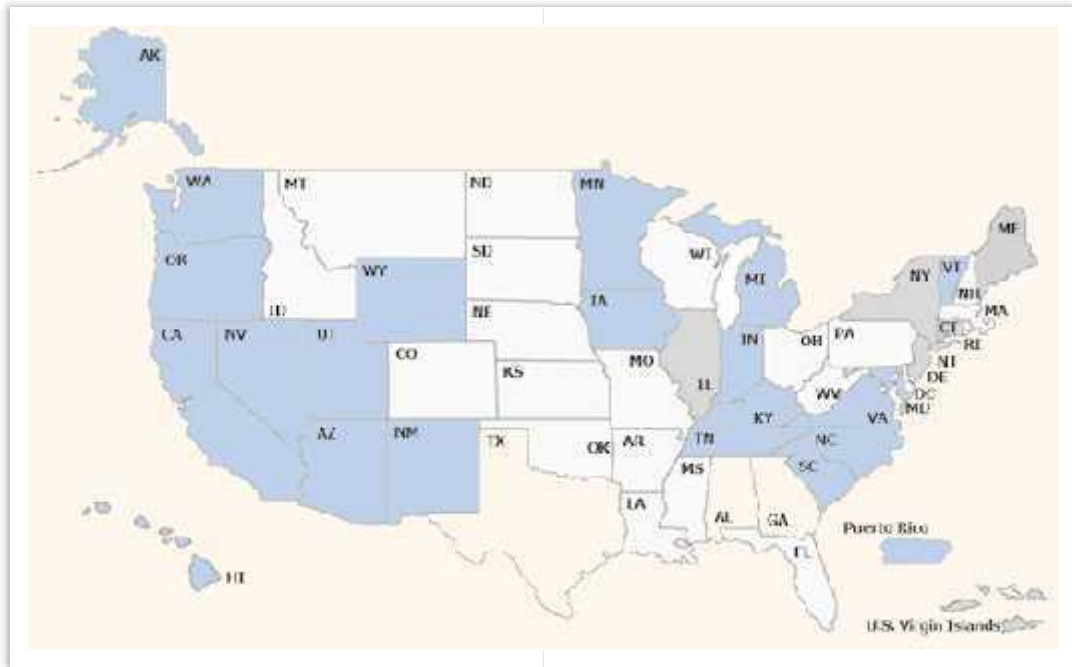 AK
WA
MT
ND
MN
ME
OR
SD
WI
VT
WY
NY
MI
NH
ID
NE
IA
MA
CA
NV
UT
CT
CO
OH
PA
RI
KS
MO
IL
IN
NJ
DE
DC
WV
MD
KY
VA
AZ
NM
TX
OK
AR
TN
NC
MS
SC
LA
AL
GA
Puerto Rico
FL
HI
U.S. Virgin Islands